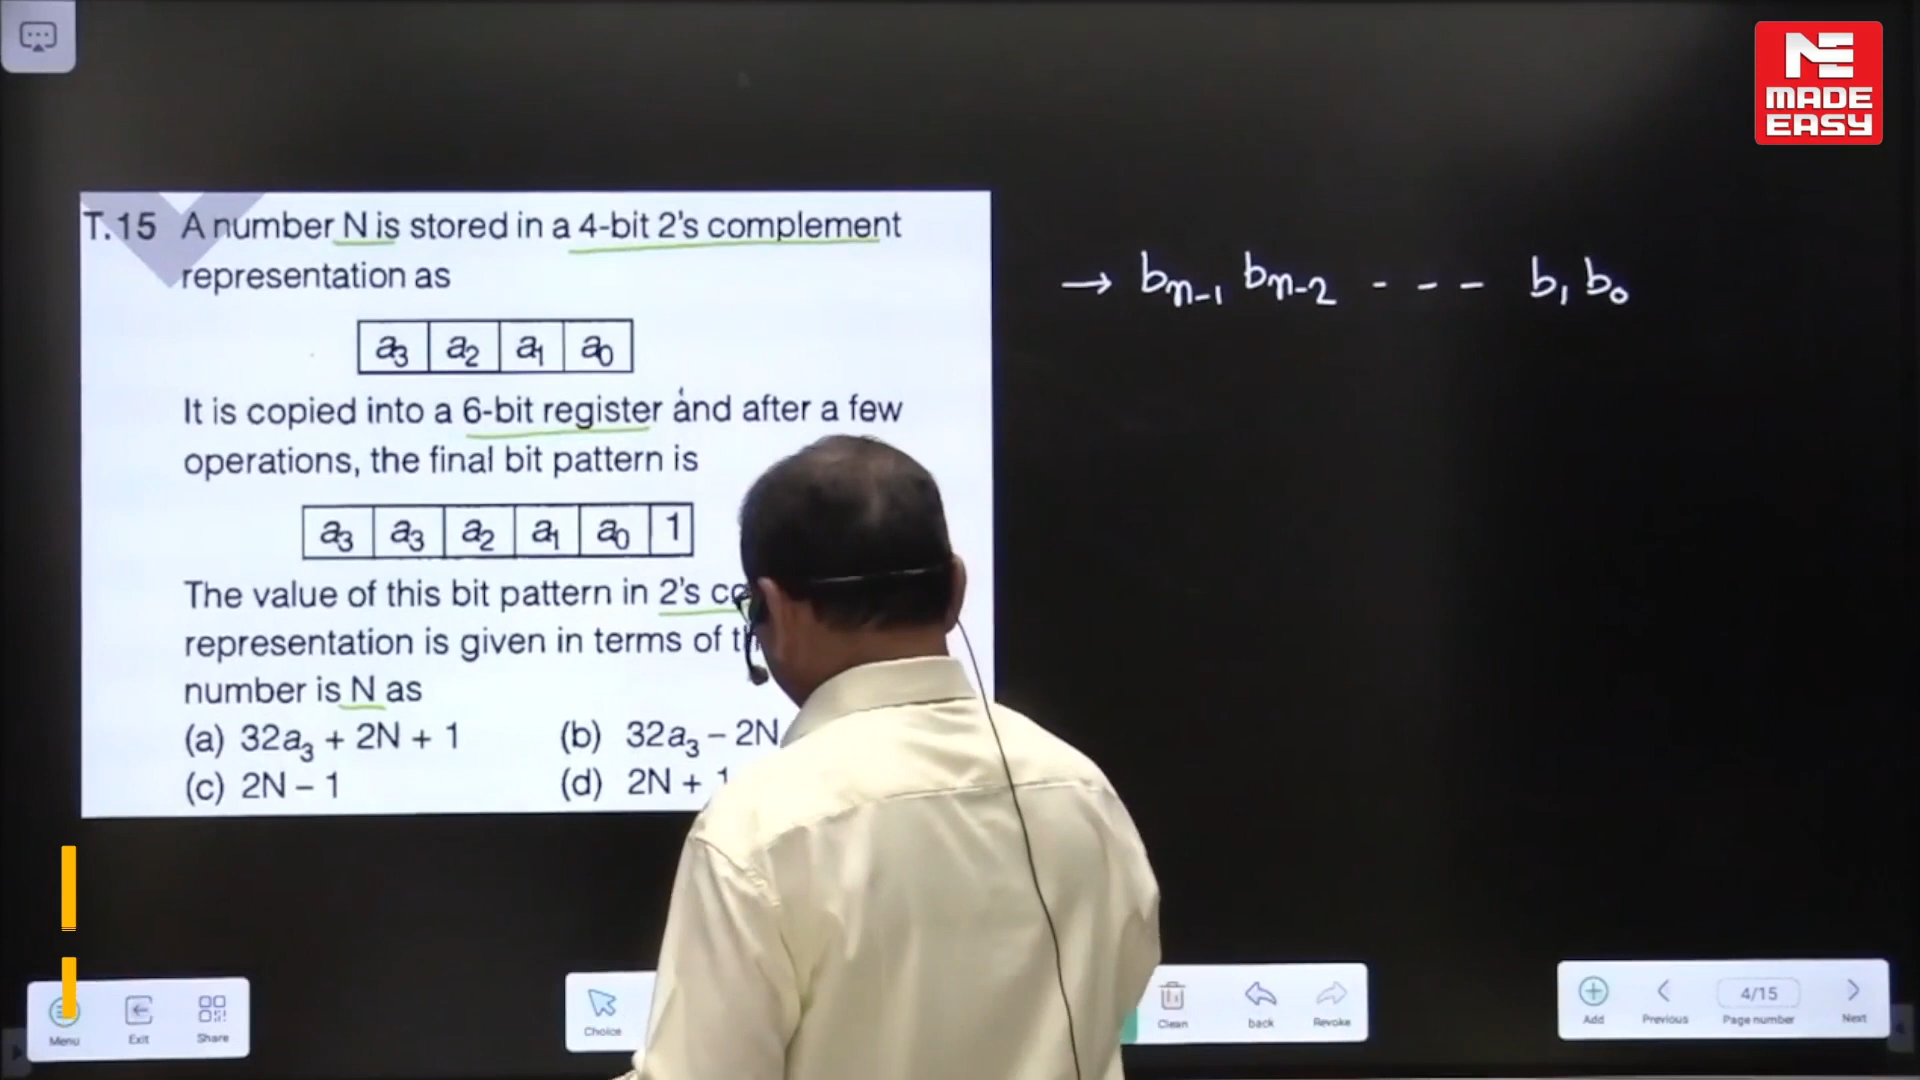 MADE
EASY
T.15 A number N is stored in a 4-bit 2's complement
representation as
a3 a2 a1 a0
It is copied into a 6-bit register and after a few
operations, the final bit pattern is
a3 a3 a2 a1 a0 1
The value of this bit pattern in 2's
representation is given in terms of
number is N as
(a) 32a3 + 2N + 1 (b) 32a3 – 2N
(c) 2N – 1 (d) 2N +
→ bn-1 bn-2 - - - b1 b0
Menu Exit Share
Choice
Clean back Revoke
Add Previous 4/15 Page number Next